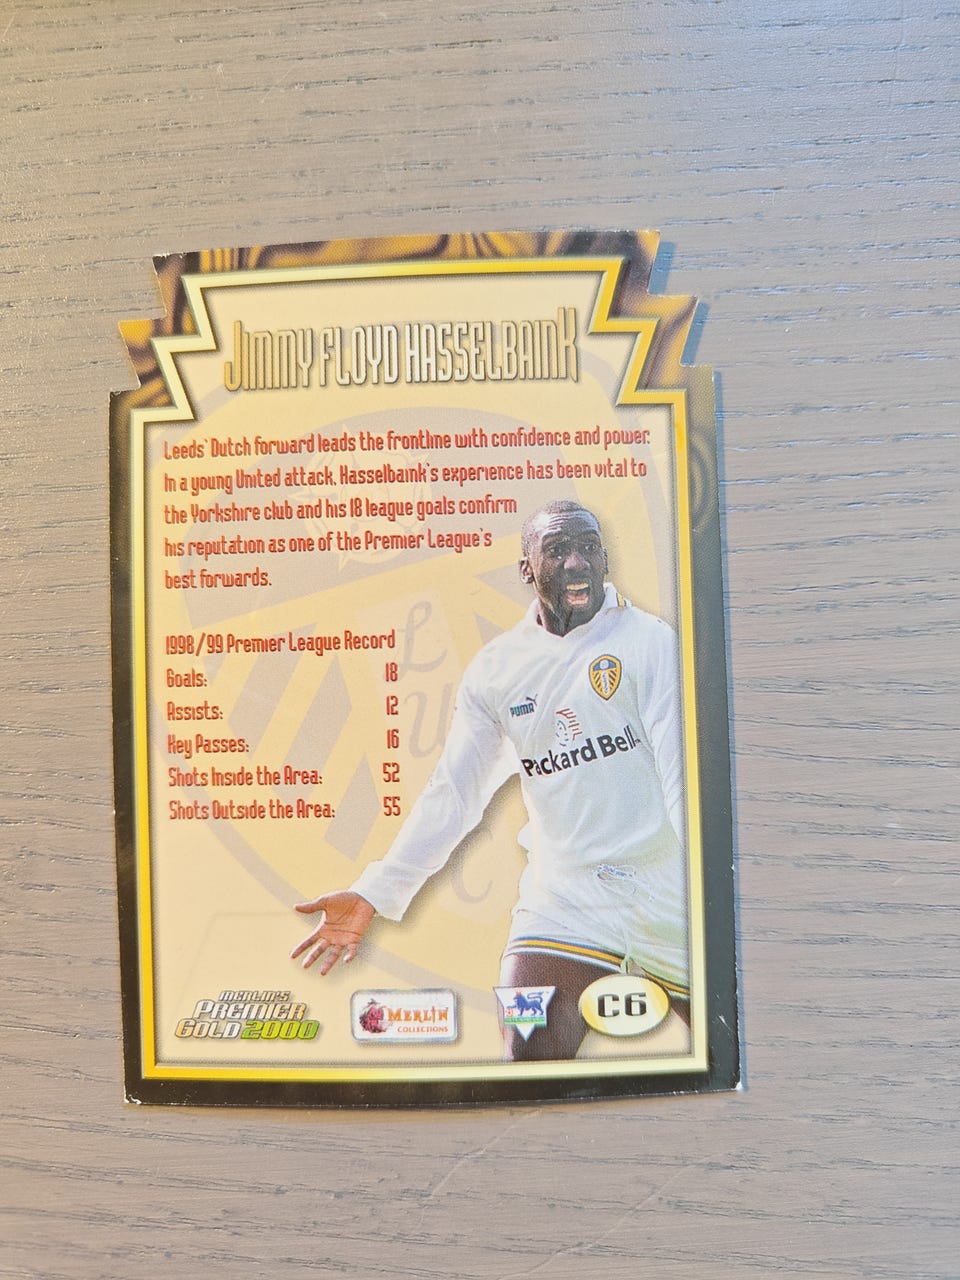 JIMMY FLOYD HASSELBAINK
Leeds' Dutch forward leads the frontline with confidence and power.
In a young United attack, Hasselbaink's experience has been vital to
the Yorkshire club and his 18 league goals confirm
his reputation as one of the Premier League's
best forwards.
1998/99 Premier League Record
Goals: 18
Assists: 12
Key Passes: 16
Shots Inside the Area: 52
Shots Outside the Area: 55
L
U
C
PUMA
Packard Bell
MERLIN'S
PREMIER
GOLD 2000
MERLIN
COLLECTIONS
C6